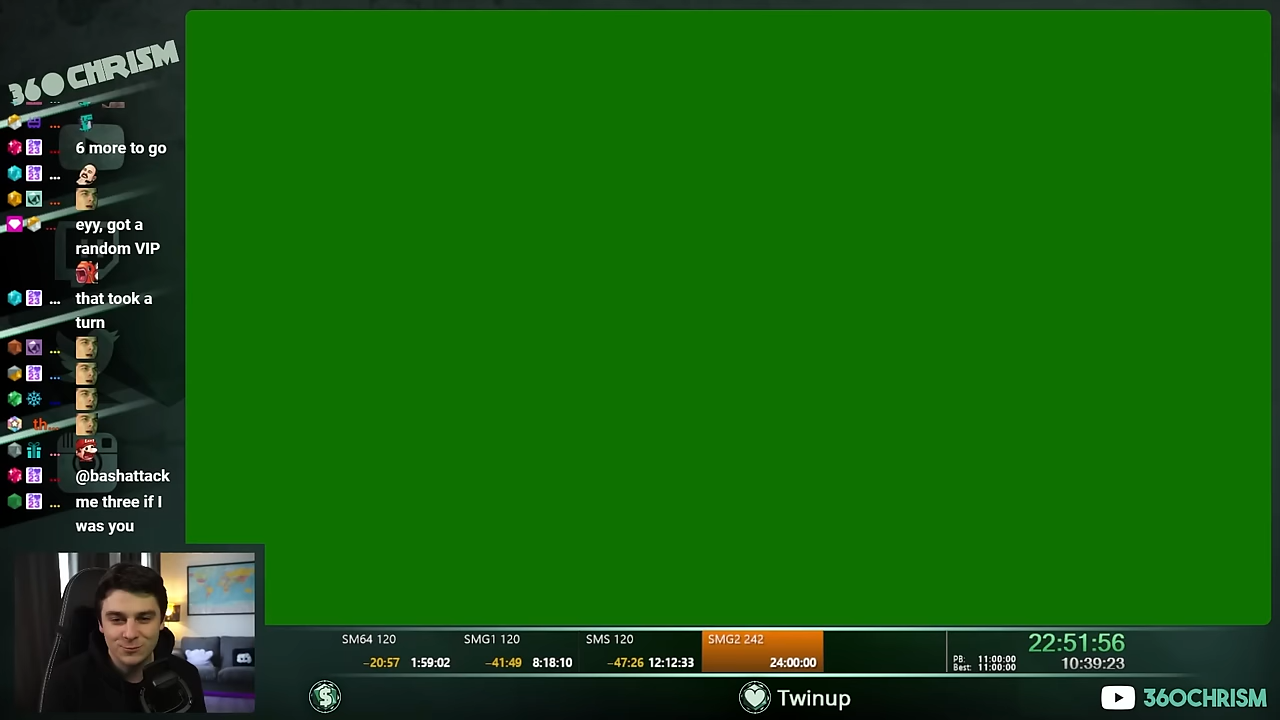 360 CHRISM
6 more to go
eyy, got a
random VIP
that took a
turn
th...
@bashattack
me three if I
was you
SM64 120
−20:57 1:59:02
SMG1 120
−41:49 8:18:10
SMS 120
−47:26 12:12:33
SMG2 242
24:00:00
22:51:56
PB: 11:00:00
Best: 11:00:00
10:39:23
Twinup
360CHRISM